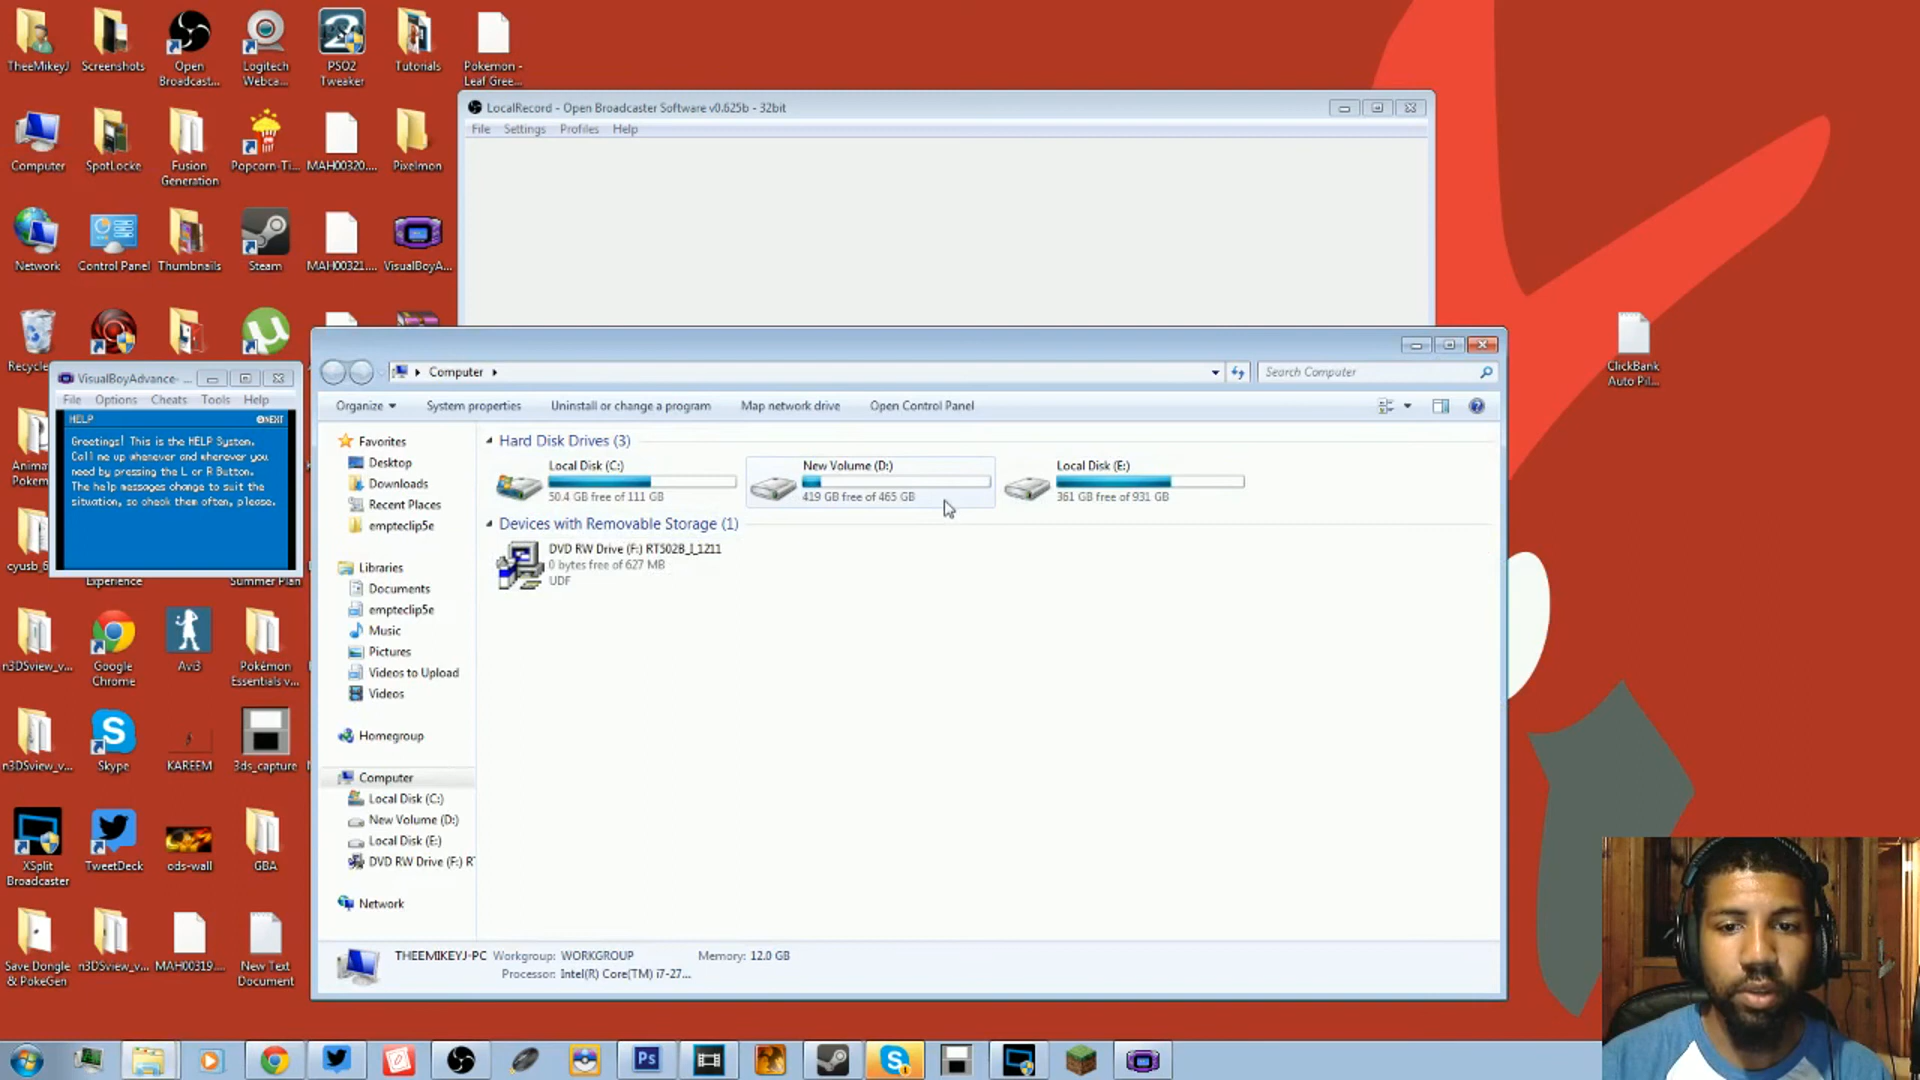 TheeMikeyJ
Screenshots
Open
Broadcast...
Logitech
Webca...
PSO2
Tweaker
Tutorials
Pokemon -
Leaf Gree...
Computer
SpotLocke
Fusion
Generation
Popcorn-Ti...
MAH00320....
Pixelmon
Network
Control Panel
Thumbnails
Steam
MAH00321....
VisualBoyA...
LocalRecord - Open Broadcaster Software v0.625b - 32bit
File Settings Profiles Help
ClickBank
Auto Pil...
VisualBoyAdvance- ...
File Options Cheats Tools Help
HELP NEXT
Greetings! This is the HELP System.
Call me up whenever and wherever you
need by pressing the L or R Button.
The help messages change to suit the
situation, so check them often, please.
Computer
Search Computer
Organize System properties Uninstall or change a program Map network drive Open Control Panel
Favorites
Desktop
Downloads
Recent Places
empteclip5e
Libraries
Documents
empteclip5e
Music
Pictures
Videos to Upload
Videos
Homegroup
Computer
Local Disk (C:)
New Volume (D:)
Local Disk (E:)
DVD RW Drive (F:) R
Network
Hard Disk Drives (3)
Local Disk (C:)
50.4 GB free of 111 GB
New Volume (D:)
419 GB free of 465 GB
Local Disk (E:)
361 GB free of 931 GB
Devices with Removable Storage (1)
DVD RW Drive (F:) RT502B_J_1211
0 bytes free of 627 MB
UDF
THEEMIKEYJ-PC Workgroup: WORKGROUP Memory: 12.0 GB
Processor: Intel(R) Core(TM) i7-27...
Experience
Summer Plan
n3DSview_v...
Google
Chrome
Avi3
Pokémon
Essentials v...
n3DSview_v...
Skype
KAREEM
3ds_capture
XSplit
Broadcaster
TweetDeck
ods-wall
GBA
Save Dongle
& PokeGen
n3DSview_v...
MAH00319....
New Text
Document
Ps